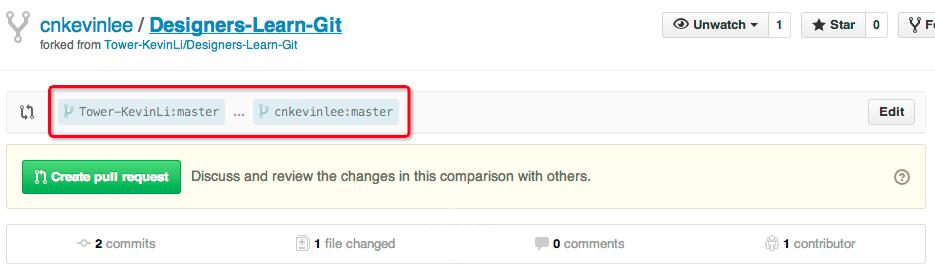 cnkevinlee / Designers-Learn-Git
forked from Tower-KevinLi/Designers-Learn-Git
Unwatch 1 Star 0
Tower-KevinLi:master ... cnkevinlee:master Edit
Create pull request Discuss and review the changes in this comparison with others. ?
2 commits 1 file changed 0 comments 1 contributor